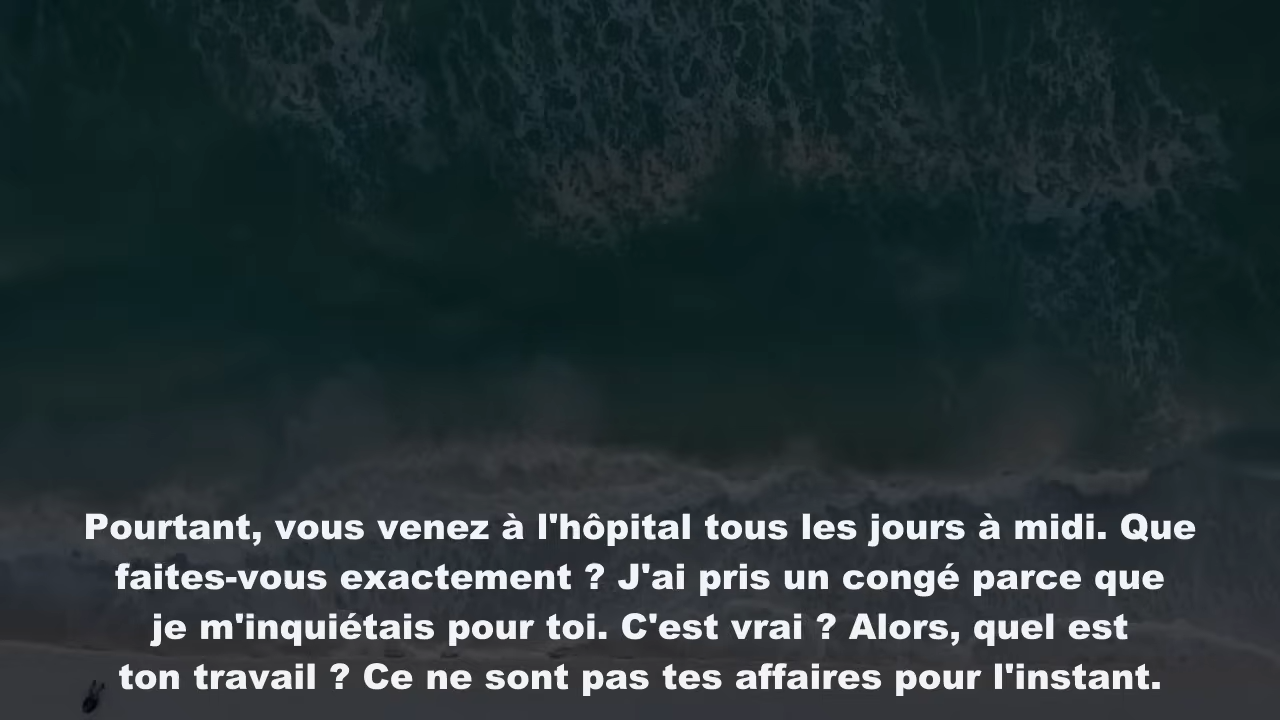 Pourtant, vous venez à l'hôpital tous les jours à midi. Que
faites-vous exactement ? J'ai pris un congé parce que
je m'inquiétais pour toi. C'est vrai ? Alors, quel est
ton travail ? Ce ne sont pas tes affaires pour l'instant.